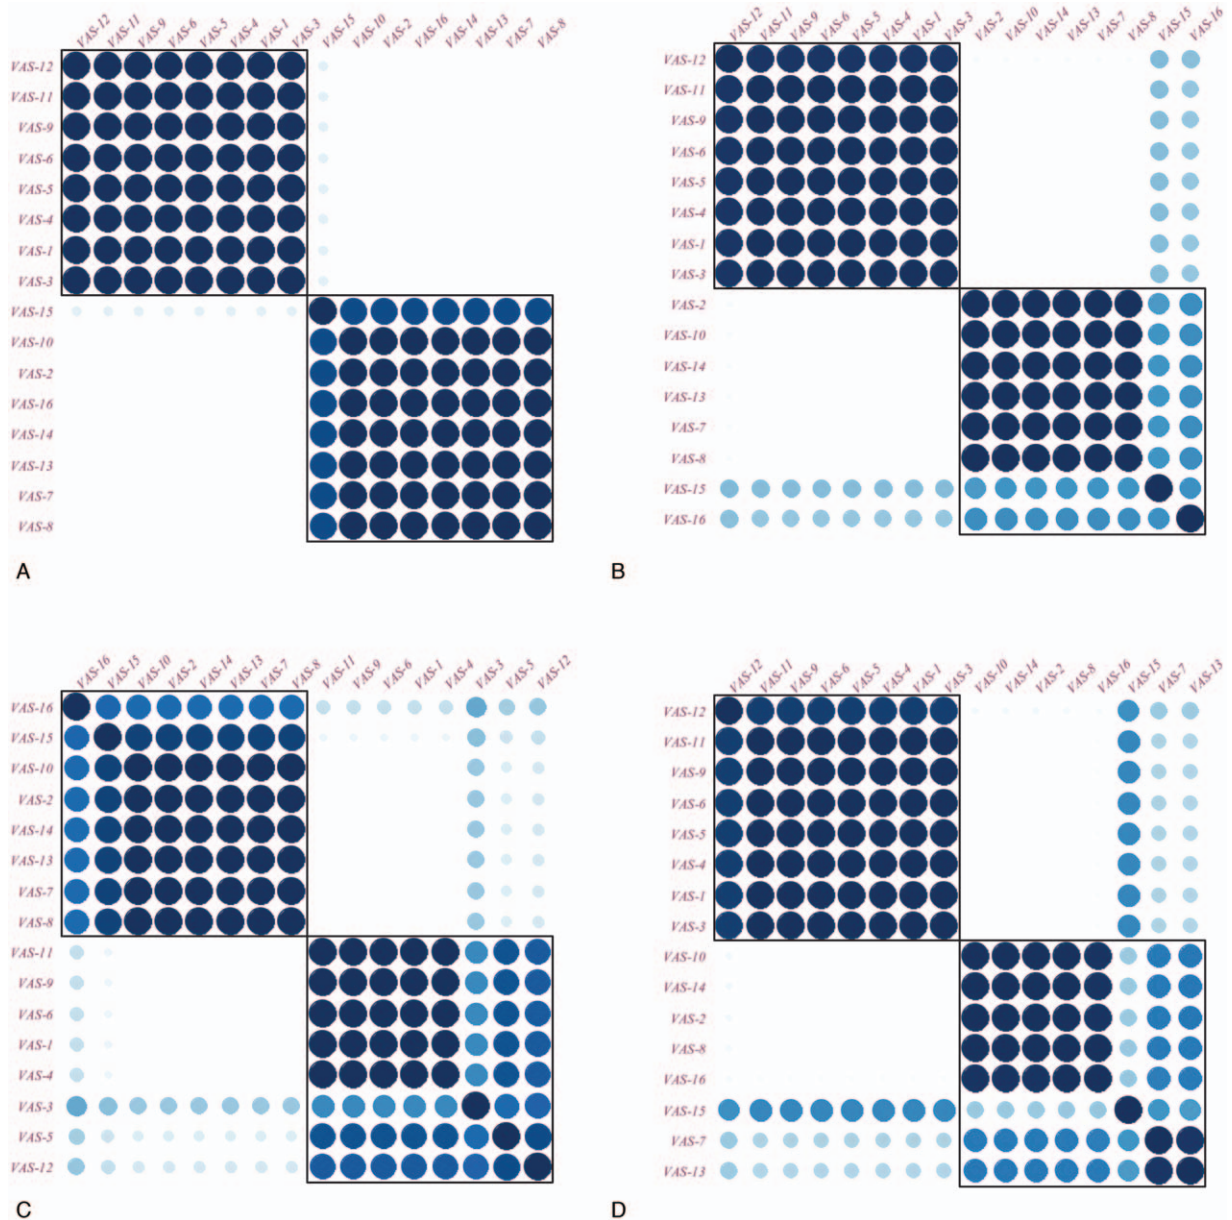 VAS-12 VAS-11 VAS-9 VAS-6 VAS-5 VAS-4 VAS-1 VAS-3 VAS-15 VAS-10 VAS-2 VAS-16 VAS-14 VAS-13 VAS-7 VAS-8
VAS-12
VAS-11
VAS-9
VAS-6
VAS-5
VAS-4
VAS-1
VAS-3
VAS-15
VAS-10
VAS-2
VAS-16
VAS-14
VAS-13
VAS-7
VAS-8
A
VAS-12 VAS-11 VAS-9 VAS-6 VAS-5 VAS-4 VAS-1 VAS-3 VAS-2 VAS-10 VAS-14 VAS-13 VAS-7 VAS-8 VAS-15 VAS-16
VAS-12
VAS-11
VAS-9
VAS-6
VAS-5
VAS-4
VAS-1
VAS-3
VAS-2
VAS-10
VAS-14
VAS-13
VAS-7
VAS-8
VAS-15
VAS-16
B
VAS-16 VAS-15 VAS-10 VAS-2 VAS-14 VAS-13 VAS-7 VAS-8 VAS-11 VAS-9 VAS-6 VAS-1 VAS-4 VAS-3 VAS-5 VAS-12
VAS-16
VAS-15
VAS-10
VAS-2
VAS-14
VAS-13
VAS-7
VAS-8
VAS-11
VAS-9
VAS-6
VAS-1
VAS-4
VAS-3
VAS-5
VAS-12
C
VAS-12 VAS-11 VAS-9 VAS-6 VAS-5 VAS-4 VAS-1 VAS-3 VAS-10 VAS-14 VAS-2 VAS-8 VAS-16 VAS-15 VAS-7 VAS-13
VAS-12
VAS-11
VAS-9
VAS-6
VAS-5
VAS-4
VAS-1
VAS-3
VAS-10
VAS-14
VAS-2
VAS-8
VAS-16
VAS-15
VAS-7
VAS-13
D